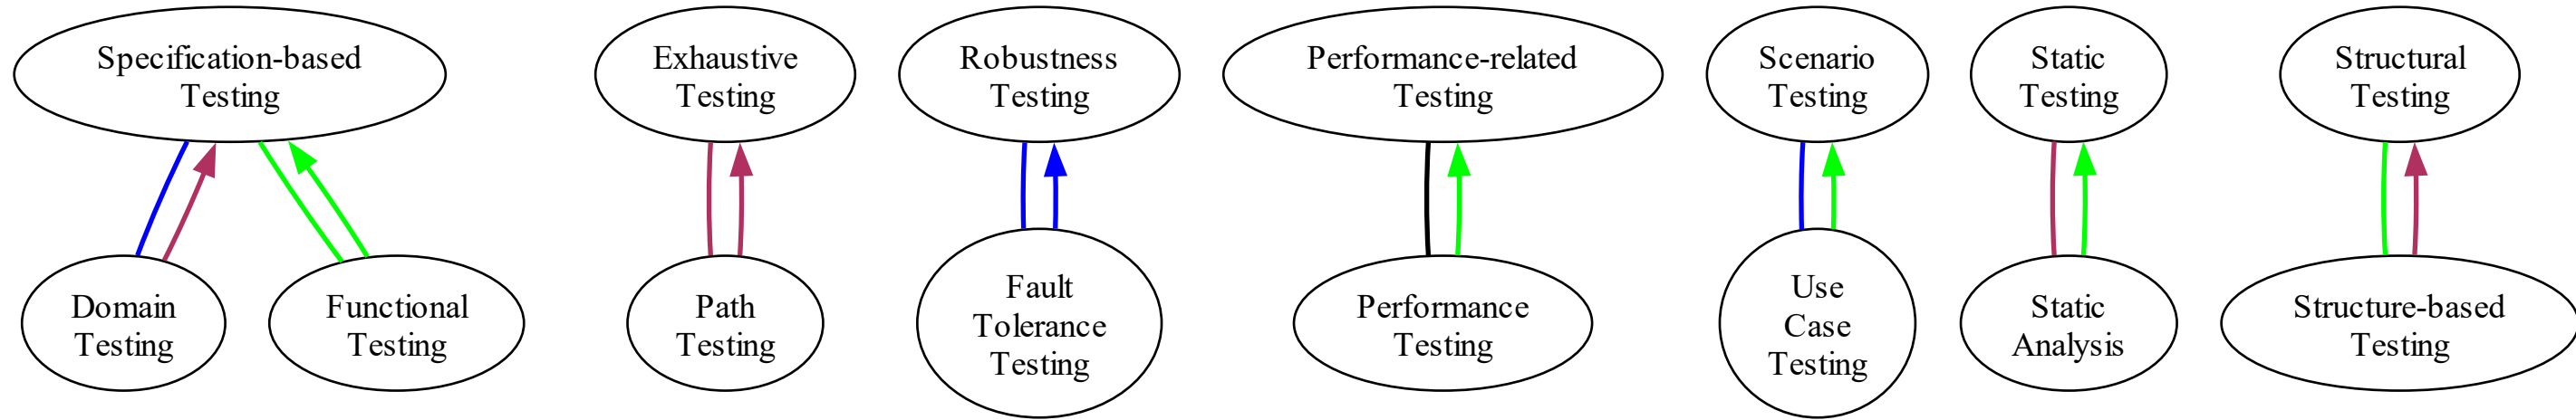 Specification-based
Testing
Exhaustive
Testing
Robustness
Testing
Performance-related
Testing
Scenario
Testing
Static
Testing
Structural
Testing
Domain
Testing
Functional
Testing
Path
Testing
Fault
Tolerance
Testing
Performance
Testing
Use
Case
Testing
Static
Analysis
Structure-based
Testing